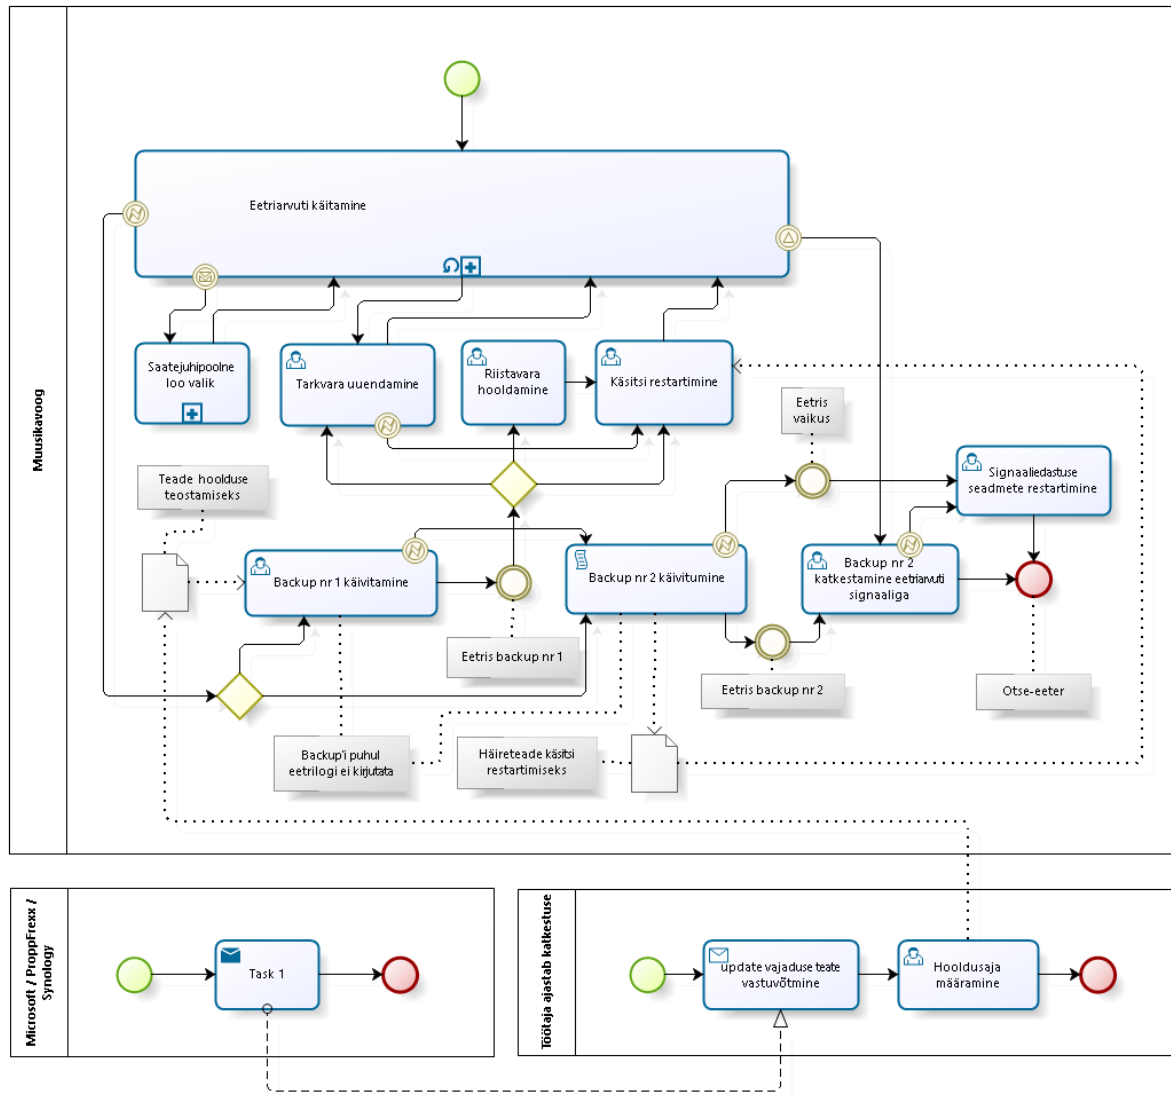 Muusikavoog
Eetriarvuti käitamine
Saatejuhipoolne
loo valik
Tarkvara uuendamine
Riistavara
hooldamine
Käsitsi restartimine
Eetris
vaikus
Teade hoolduse
teostamiseks
Signaaliedastuse
seadmete restartimine
Backup nr 1 käivitamine
Backup nr 2 käivitumine
Backup nr 2
katkestamine eetriarvuti
signaaliga
Eetris backup nr 1
Eetris backup nr 2
Otse-eeter
Backup'i puhul
eetrilogi ei kirjutata
Häireteade käsitsi
restartimiseks
Microsoft / ProppFrexx /
Synology
Task 1
Töötaja ajastab katkestuse
update vajaduse teate
vastuvõtmine
Hooldusaja
määramine